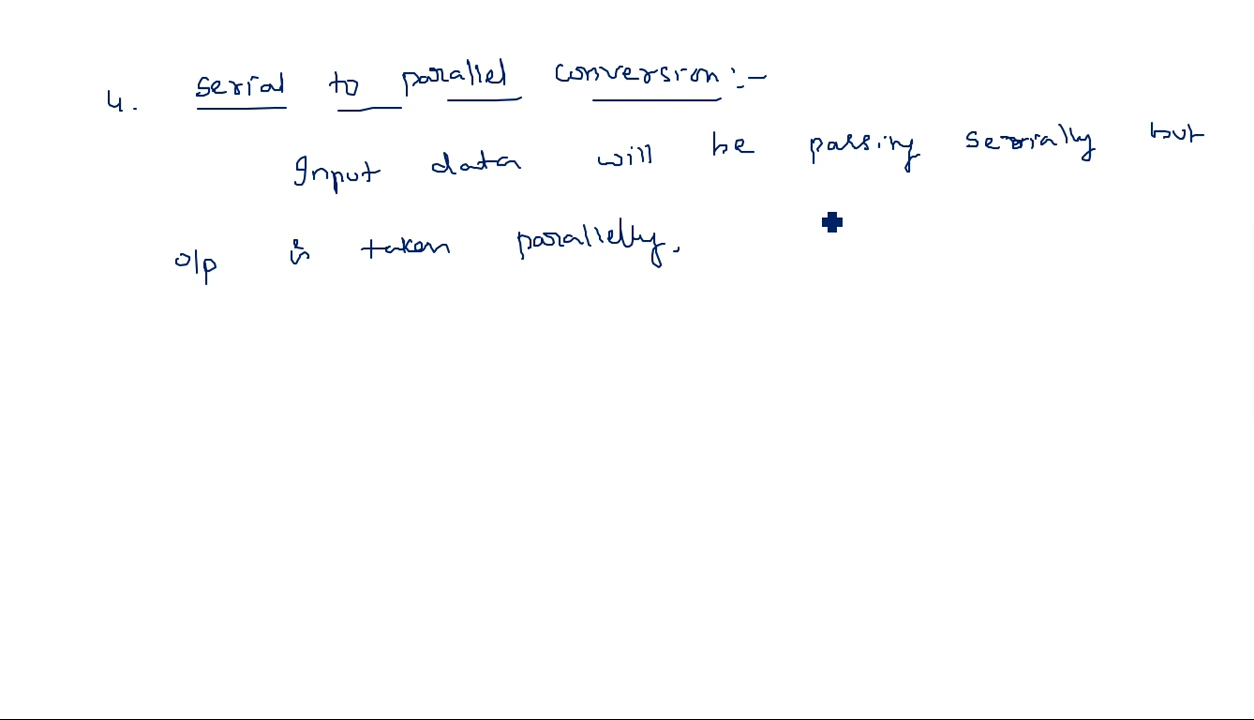 4. serial to parallel conversion:-
Input data will be passing serially but
o/p is taken parallelly.